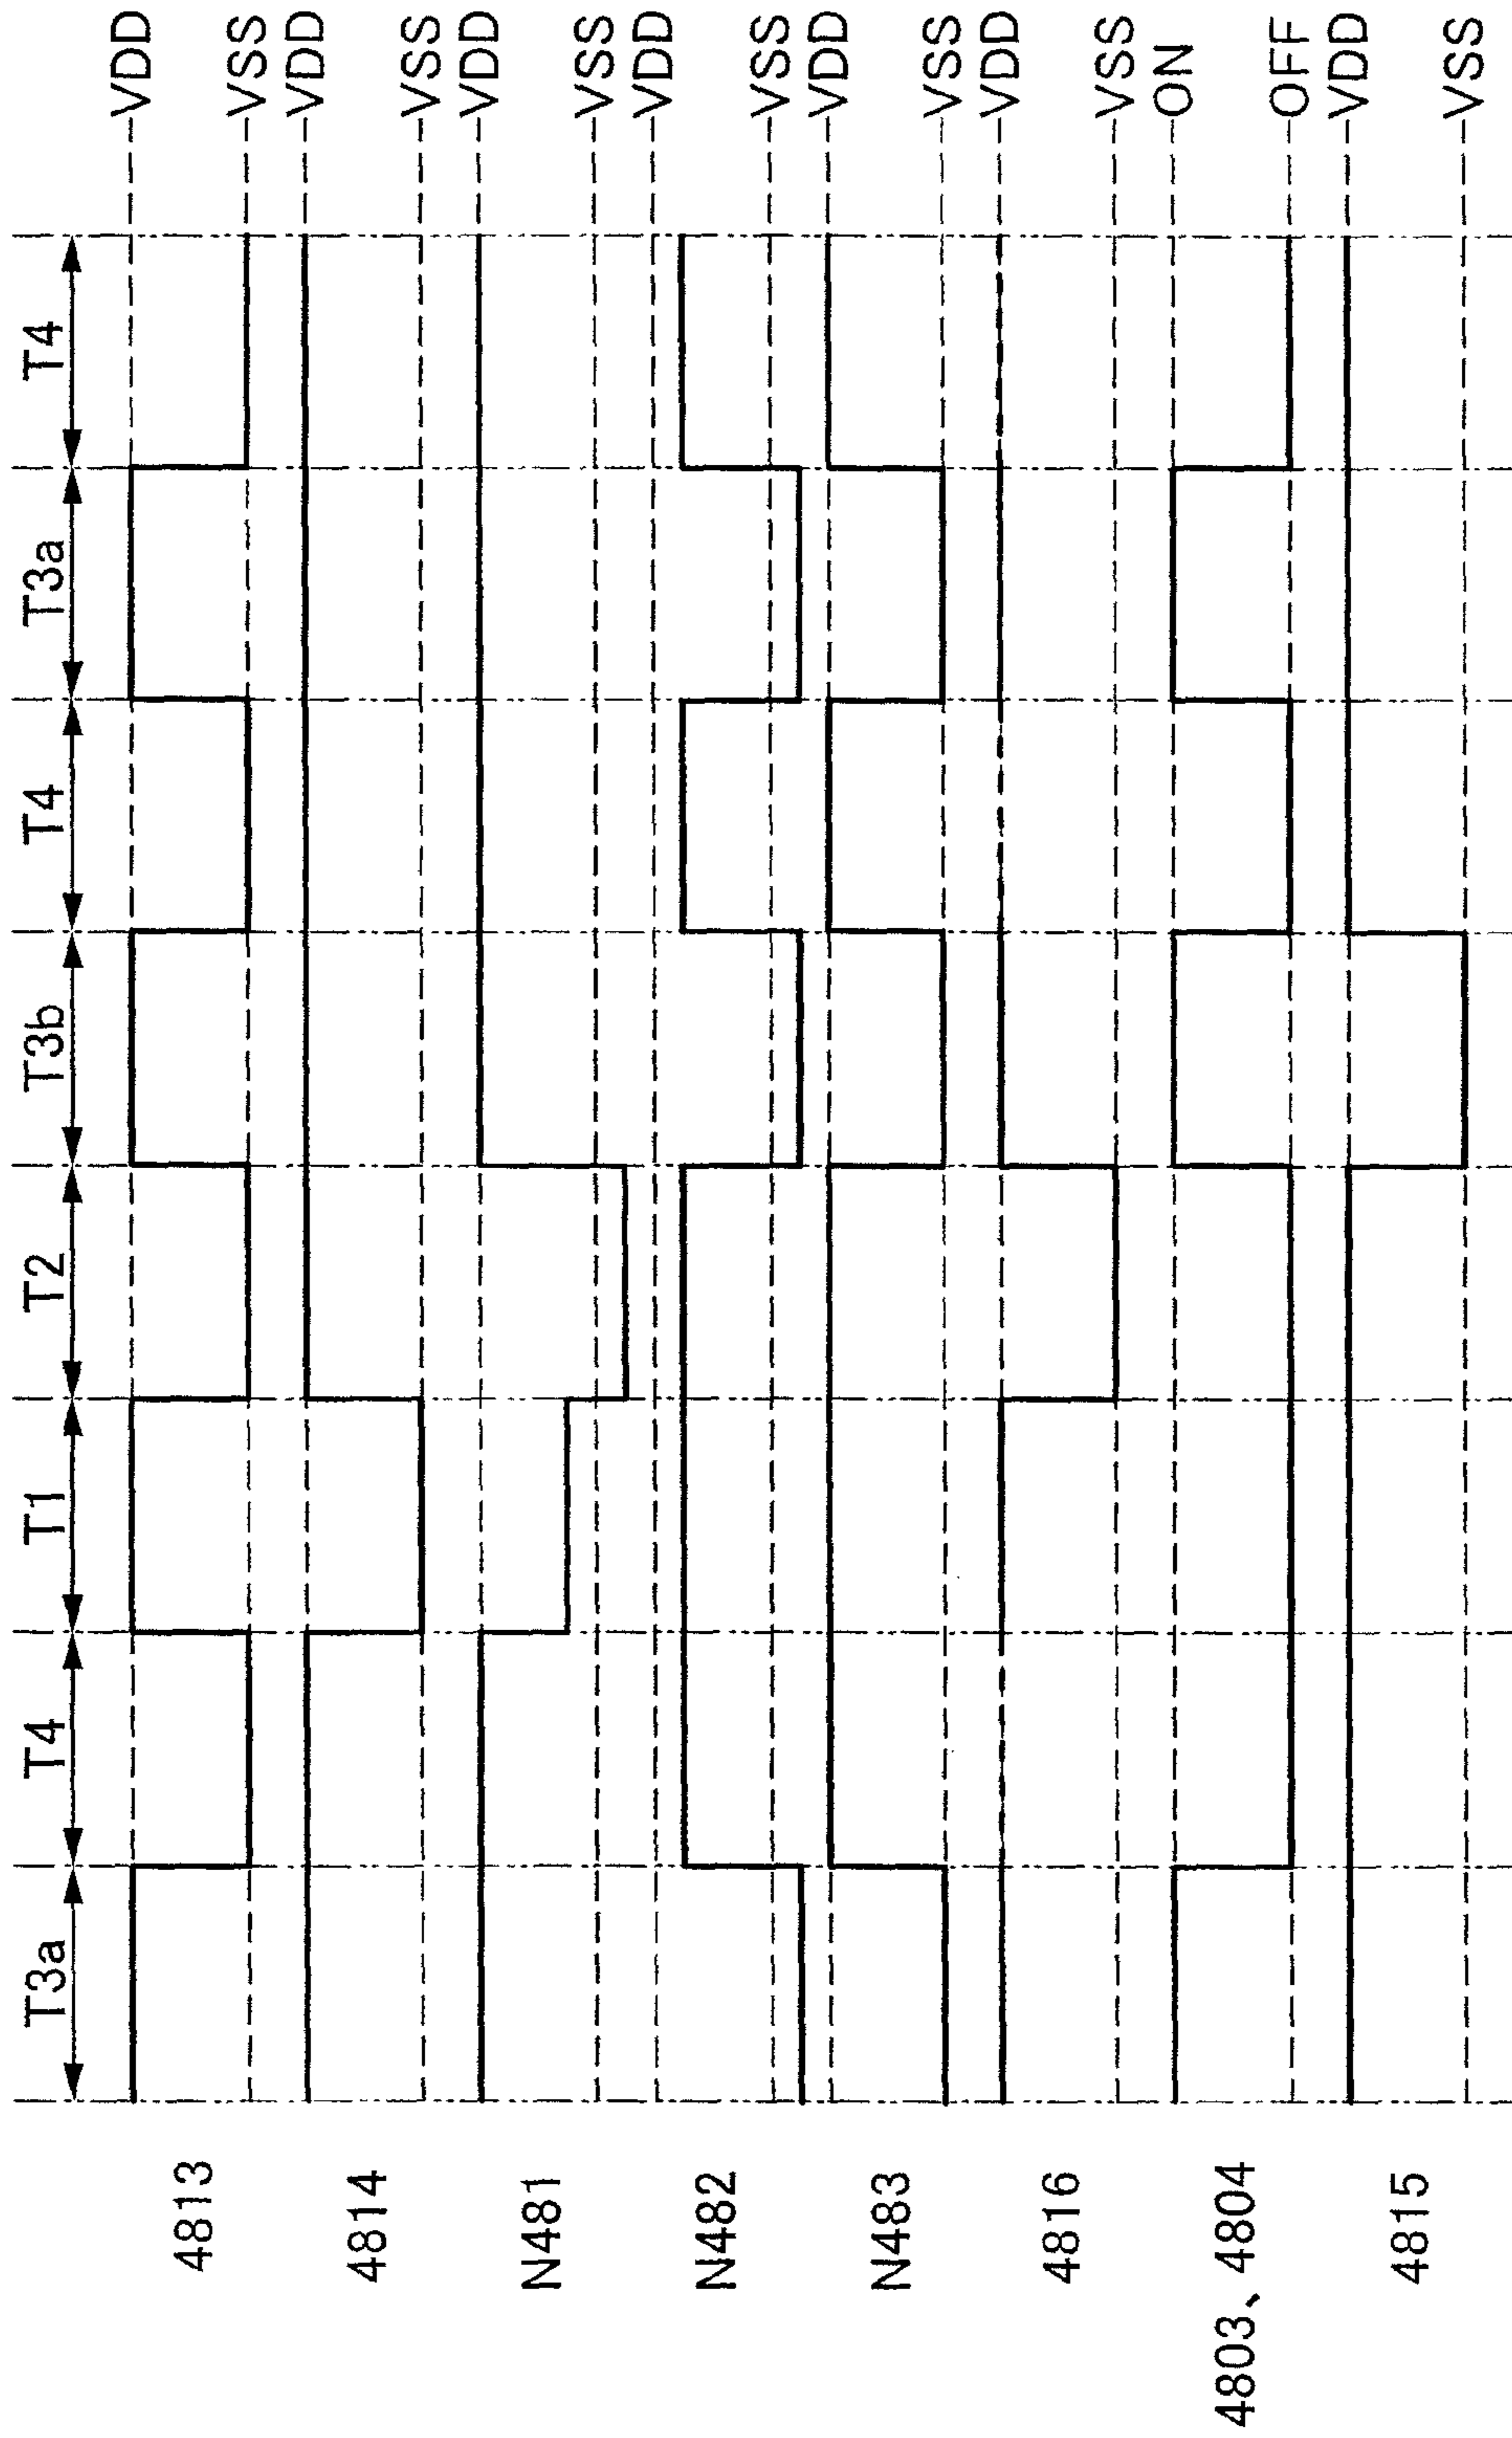 T3a T4 T1 T2 T3b T4 T3a T4
4813 VDD
VSS
4814 VDD
VSS
N481 VDD
VSS
N482 VDD
VSS
N483 VDD
VSS
4816 VDD
VSS
4803、4804 ON
OFF
4815 VDD
VSS